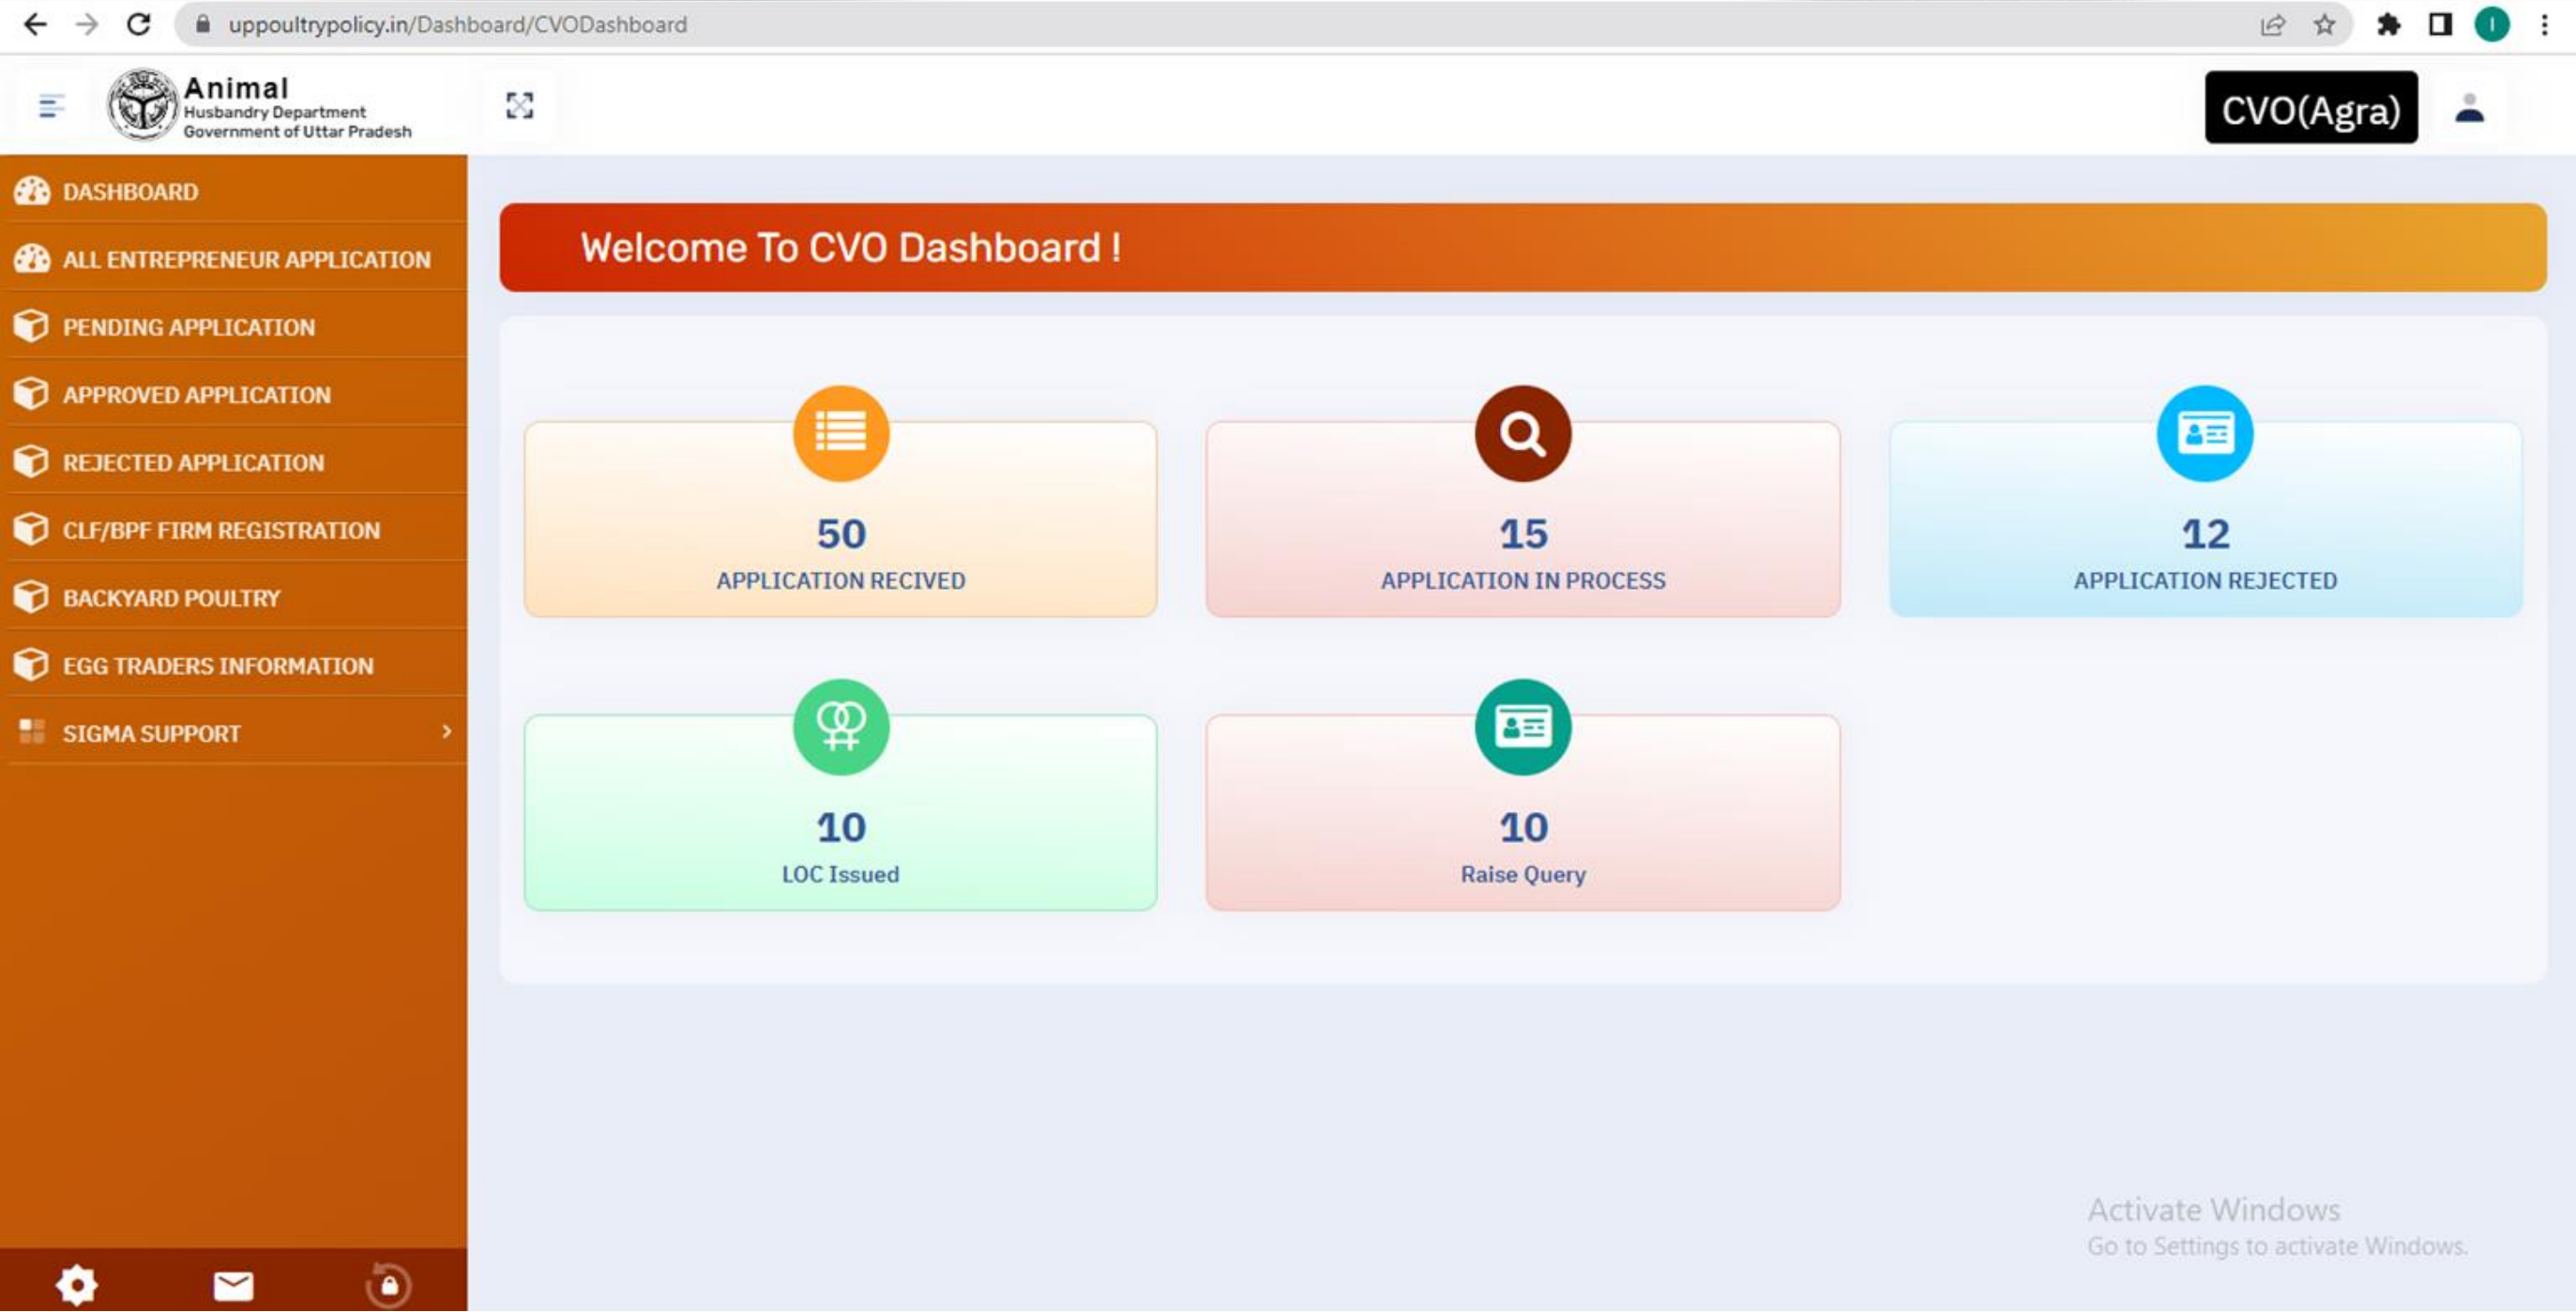 uppoultrypolicy.in/Dashboard/CVODashboard
I
Animal
Husbandry Department
Government of Uttar Pradesh
CVO(Agra)
DASHBOARD
ALL ENTREPRENEUR APPLICATION
PENDING APPLICATION
APPROVED APPLICATION
REJECTED APPLICATION
CLF/BPF FIRM REGISTRATION
BACKYARD POULTRY
EGG TRADERS INFORMATION
SIGMA SUPPORT
Welcome To CVO Dashboard !
50
APPLICATION RECIVED
15
APPLICATION IN PROCESS
12
APPLICATION REJECTED
10
LOC Issued
10
Raise Query
Activate Windows
Go to Settings to activate Windows.